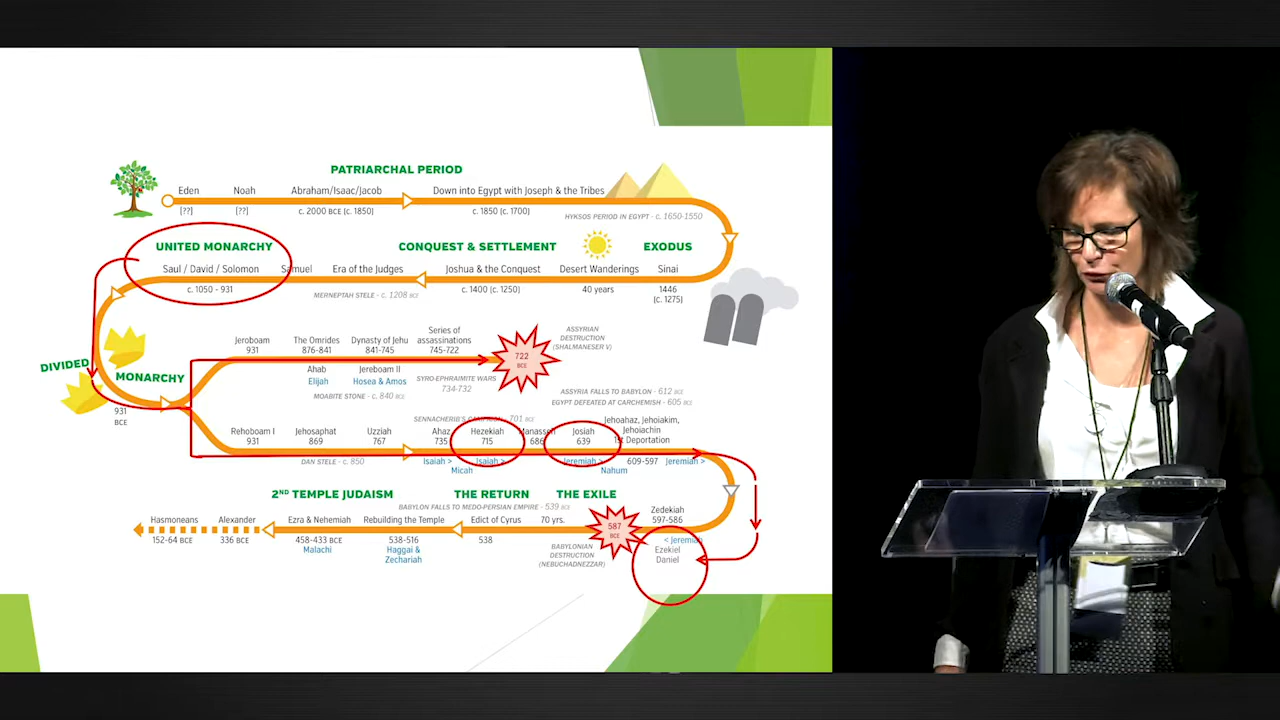 PATRIARCHAL PERIOD
Eden
Noah
Abraham/Isaac/Jacob
Down into Egypt with Joseph & the Tribes
[??]
[??]
c. 2000 BCE (c. 1850)
c. 1850 (c. 1700)
HYKSOS PERIOD IN EGYPT - c. 1650-1550
UNITED MONARCHY
CONQUEST & SETTLEMENT
EXODUS
Saul / David / Solomon
Samuel
Era of the Judges
Joshua & the Conquest
Desert Wanderings
Sinai
c. 1050 - 931
MERNEPTAH STELE - c. 1208 BCE
c. 1400 (c. 1250)
40 years
1446
(c. 1275)
DIVIDED
MONARCHY
931
BCE
Jeroboam
931
The Omrides
876-841
Dynasty of Jehu
841-745
Series of
assassinations
745-722
722
BCE
ASSYRIAN
DESTRUCTION
(SHALMANESER V)
Ahab
Elijah
Jereboam II
Hosea & Amos
SYRO-EPHRAIMITE WARS
734-732
MOABITE STONE - c. 840 BCE
ASSYRIA FALLS TO BABYLON - 612 BCE
EGYPT DEFEATED AT CARCHEMISH - 605 BCE
SENNACHERIB'S CAMPAIGN - 701 BCE
Rehoboam I
931
Jehosaphat
869
Uzziah
767
Ahaz
735
Hezekiah
715
Manasseh
686
Josiah
639
Jehoahaz, Jehoiakim,
Jehoiachin
1st Deportation
DAN STELE - c. 850
Isaiah >
Micah
Isaiah >
Jeremiah >
Nahum
609-597
Jeremiah >
2ND TEMPLE JUDAISM
THE RETURN
THE EXILE
BABYLON FALLS TO MEDO-PERSIAN EMPIRE - 539 BCE
Hasmoneans
152-64 BCE
Alexander
336 BCE
Ezra & Nehemiah
458-433 BCE
Malachi
Rebuilding the Temple
538-516
Haggai &
Zechariah
Edict of Cyrus
538
70 yrs.
587
BCE
BABYLONIAN
DESTRUCTION
(NEBUCHADNEZZAR)
Zedekiah
597-586
< Jeremiah
Ezekiel
Daniel